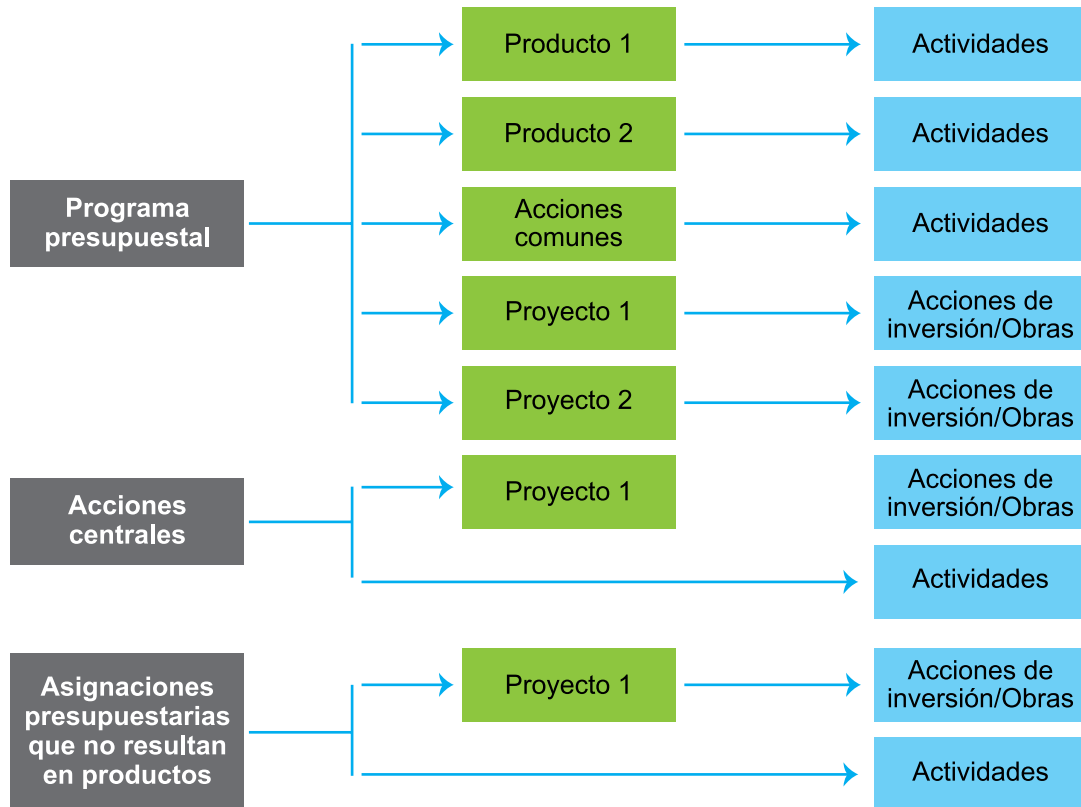 Programa
presupuestal
Producto 1
Actividades
Producto 2
Actividades
Acciones
comunes
Actividades
Proyecto 1
Acciones de
inversión/Obras
Proyecto 2
Acciones de
inversión/Obras
Acciones
centrales
Proyecto 1
Acciones de
inversión/Obras
Actividades
Asignaciones
presupuestarias
que no resultan
en productos
Proyecto 1
Acciones de
inversión/Obras
Actividades